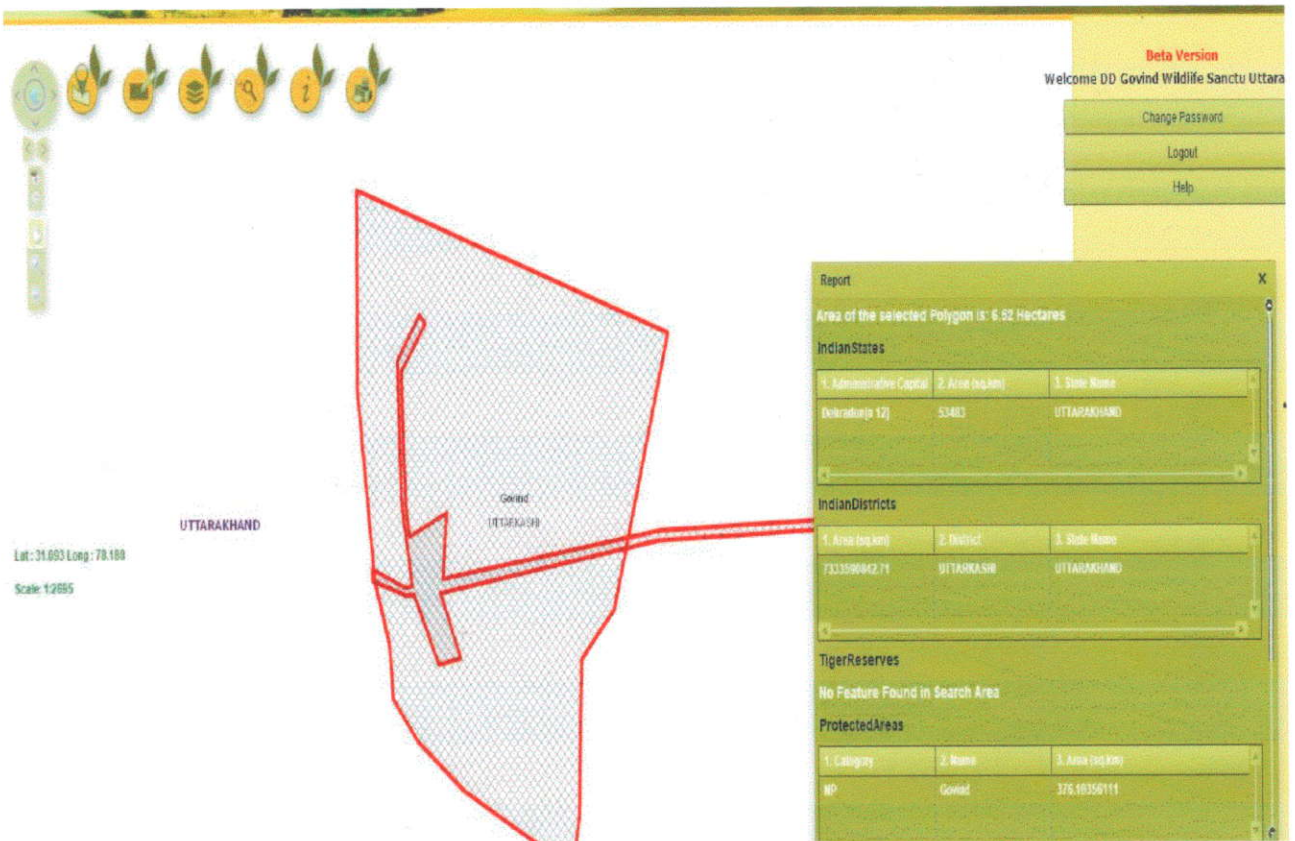 Beta Version
Welcome DD Govind Wildlife Sanctu Uttara
Change Password
Logout
Help
Report X
Area of the selected Polygon is: 6.62 Hectares
IndianStates
1. Administrative Capital 2. Area (sq.km) 3. State Name
Dehradun[a 12] 53483 UTTARAKHAND
IndianDistricts
1. Area (sq.km) 2. District 3. State Name
7333590842.71 UTTARKASHI UTTARAKHAND
TigerReserves
No Feature Found in Search Area
ProtectedAreas
1. Category 2. Name 3. Area (sq.km)
NP Govind 376.10356111
Govind
UTTARKASHI
UTTARAKHAND
Lat: 31.093 Long: 78.180
Scale: 1:2695